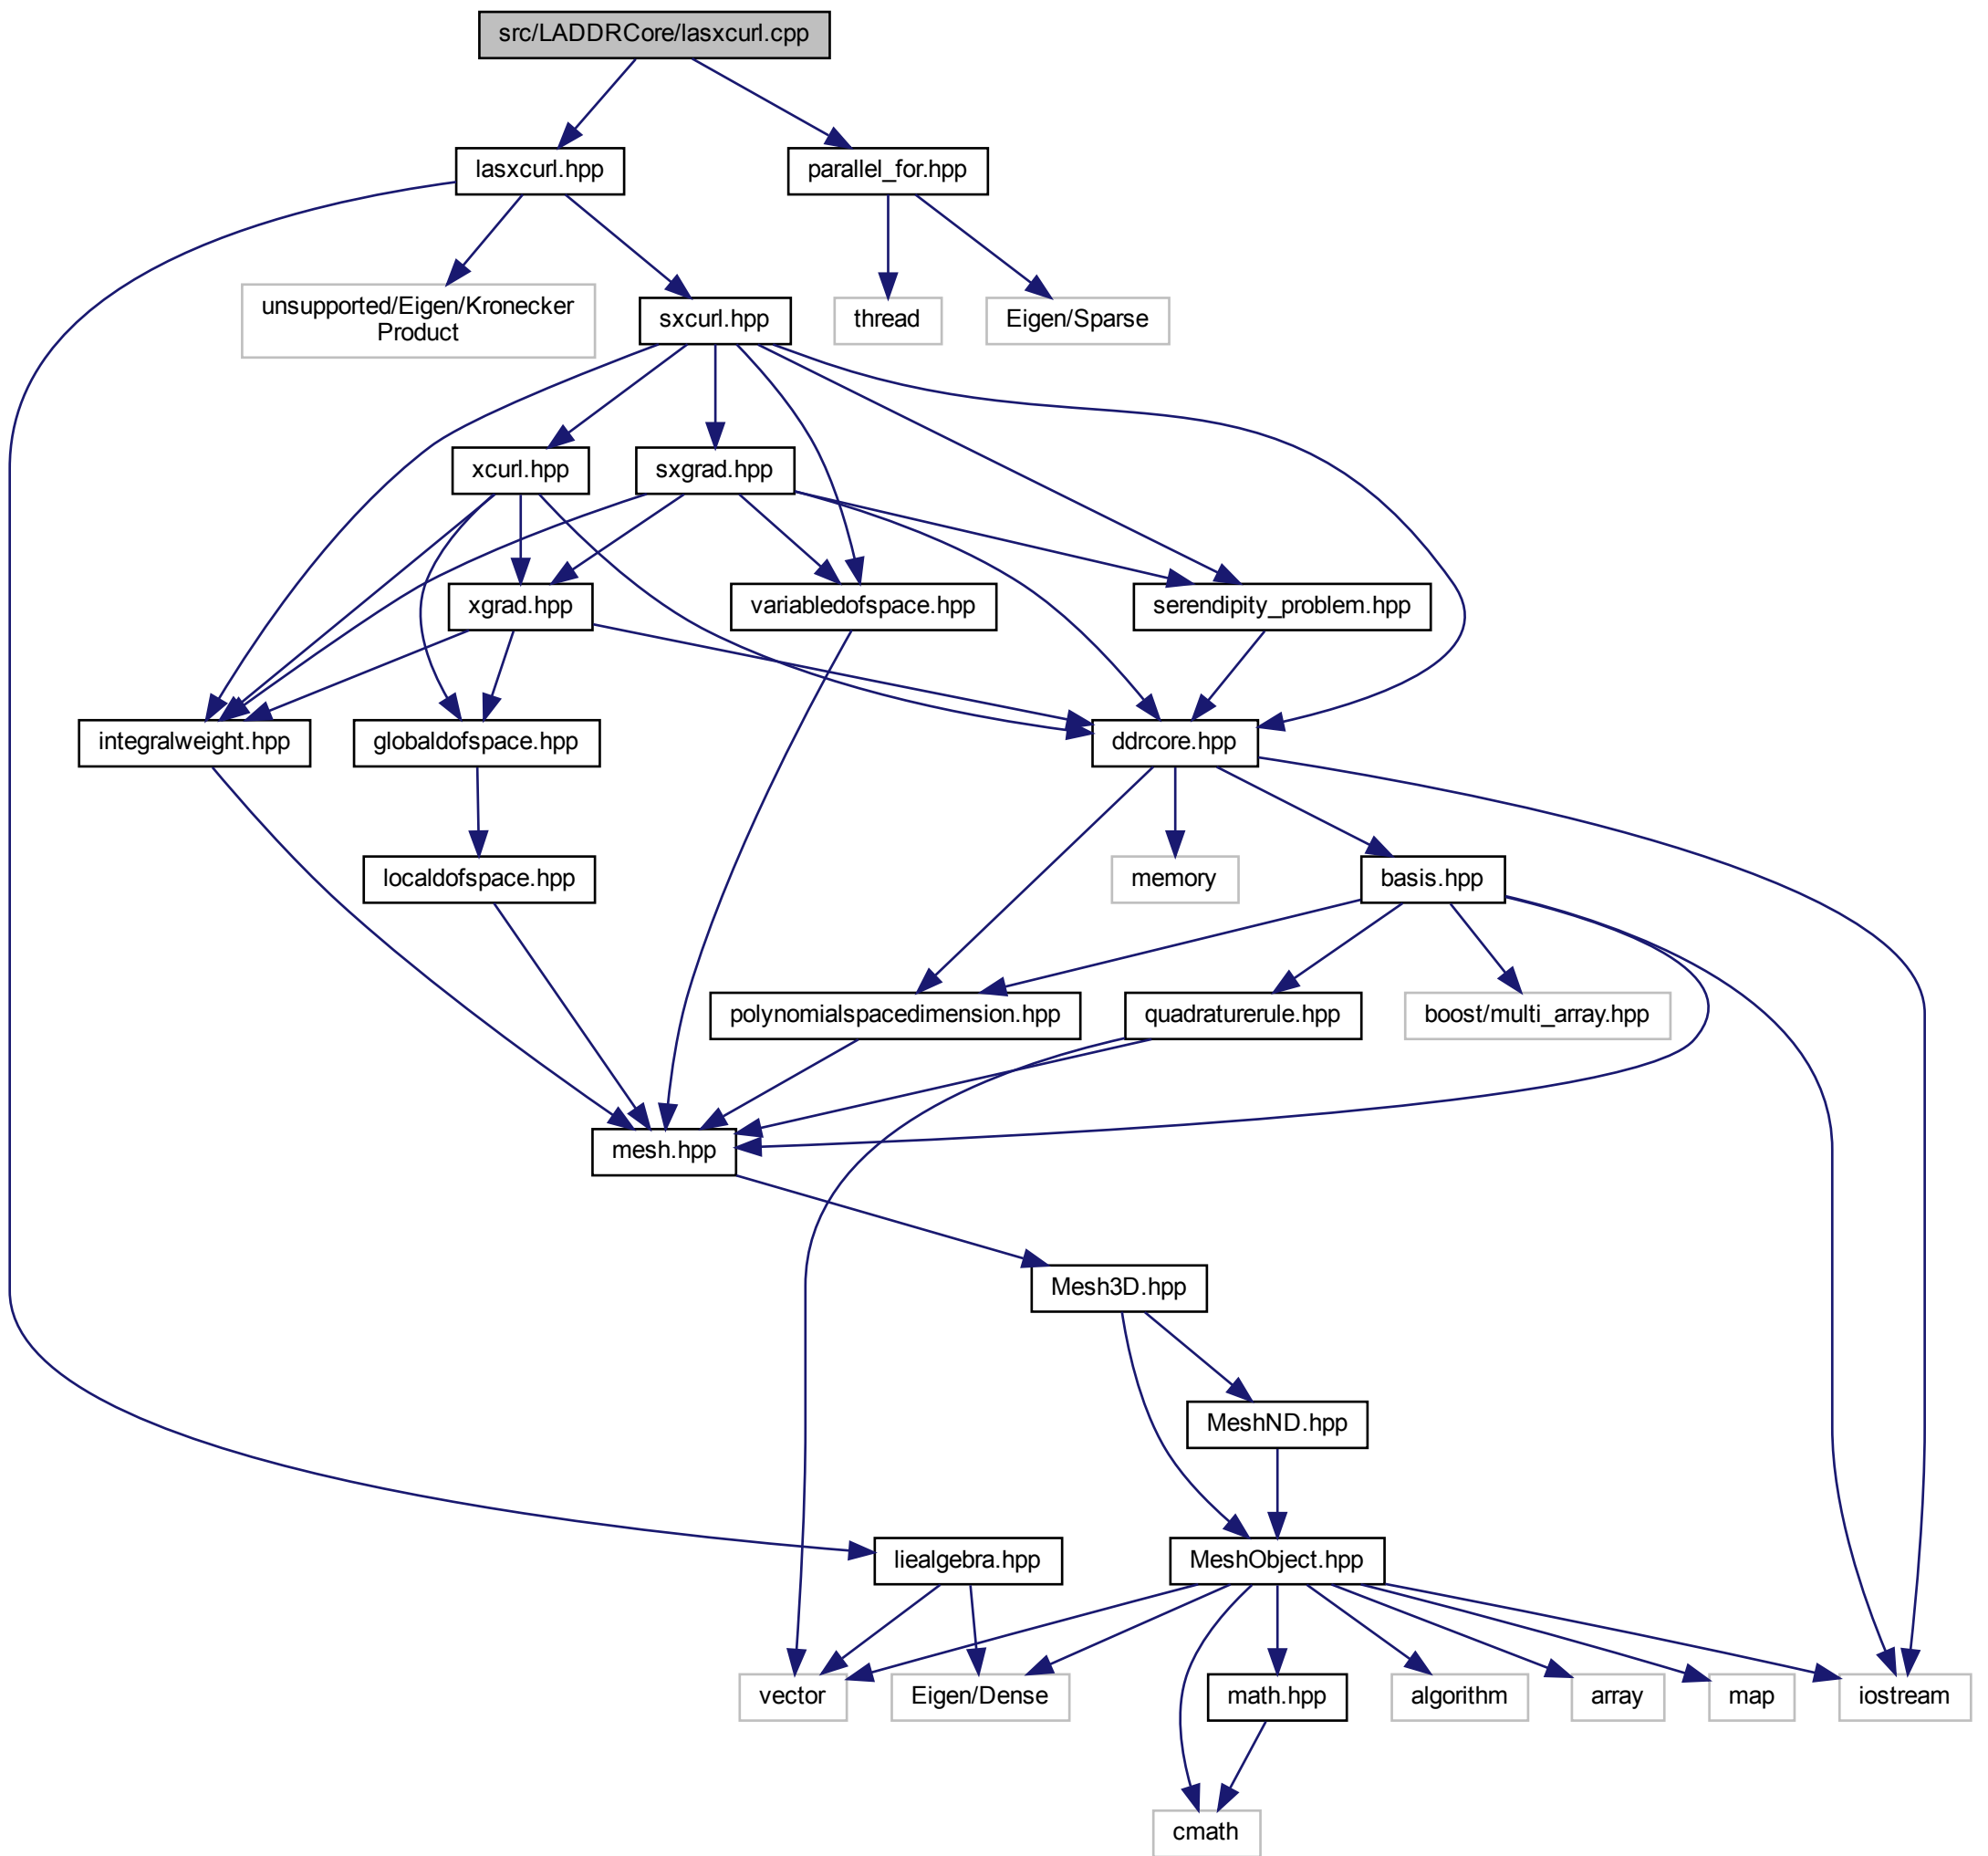 src/LADDRCore/lasxcurl.cpp
lasxcurl.hpp
parallel_for.hpp
unsupported/Eigen/Kronecker
Product
sxcurl.hpp
thread
Eigen/Sparse
xcurl.hpp
sxgrad.hpp
xgrad.hpp
variabledofspace.hpp
serendipity_problem.hpp
integralweight.hpp
globaldofspace.hpp
ddrcore.hpp
localdofspace.hpp
memory
basis.hpp
polynomialspacedimension.hpp
quadraturerule.hpp
boost/multi_array.hpp
mesh.hpp
Mesh3D.hpp
MeshND.hpp
liealgebra.hpp
MeshObject.hpp
vector
Eigen/Dense
math.hpp
algorithm
array
map
iostream
cmath